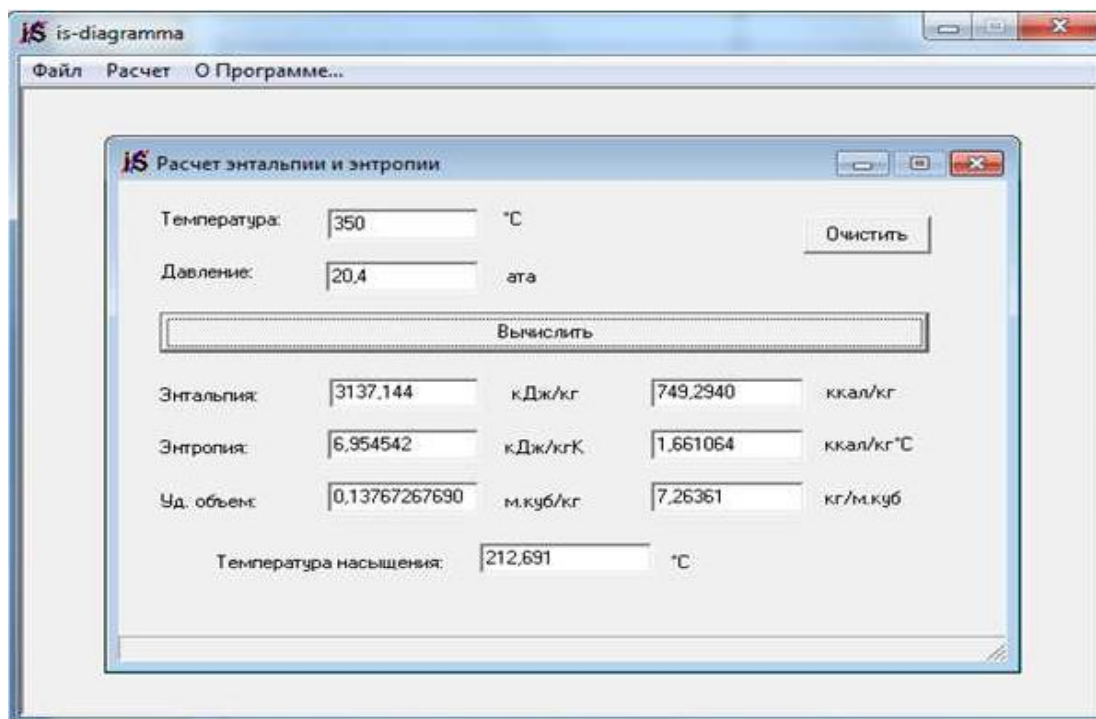 is is-diagramma
Файл Расчет О Программе...
is Расчет энтальпии и энтропии
Температура: 350 °C Очистить
Давление: 20,4 ата
Вычислить
Энтальпия: 3137,144 кДж/кг 749,2940 ккал/кг
Энтропия: 6,954542 кДж/кгК 1,661064 ккал/кг°C
Уд. объем: 0,13767267690 м.куб/кг 7,26361 кг/м.куб
Температура насыщения: 212,691 °C